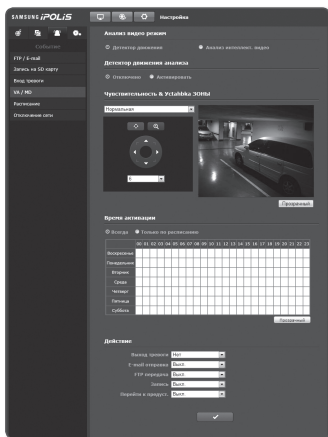 SAMSUNG iPOLiS
Настройка
Событие
FTP / E-mail
Запись на SD карту
Вход тревоги
VA / MD
Расписание
Отключение сети
Анализ видео режим
Детектор движения
Анализ интеллект. видео
Детектор движения анализа
Отключено
Активировать
Чувствительность & Ustahbka ЗОНЫ
Нормальная
6
Прозрачный
Время активации
Всегда
Только по расписанию
00 01 02 03 04 05 06 07 08 09 10 11 12 13 14 15 16 17 18 19 20 21 22 23
Воскресенье
Понедельник
Вторник
Среда
Четверг
Пятница
Суббота
Прозрачный
Действие
Выход тревоги Нет
E-mail отправка Выкл.
FTP передача Выкл.
Запись Выкл.
Перейти к предуст. Выкл.